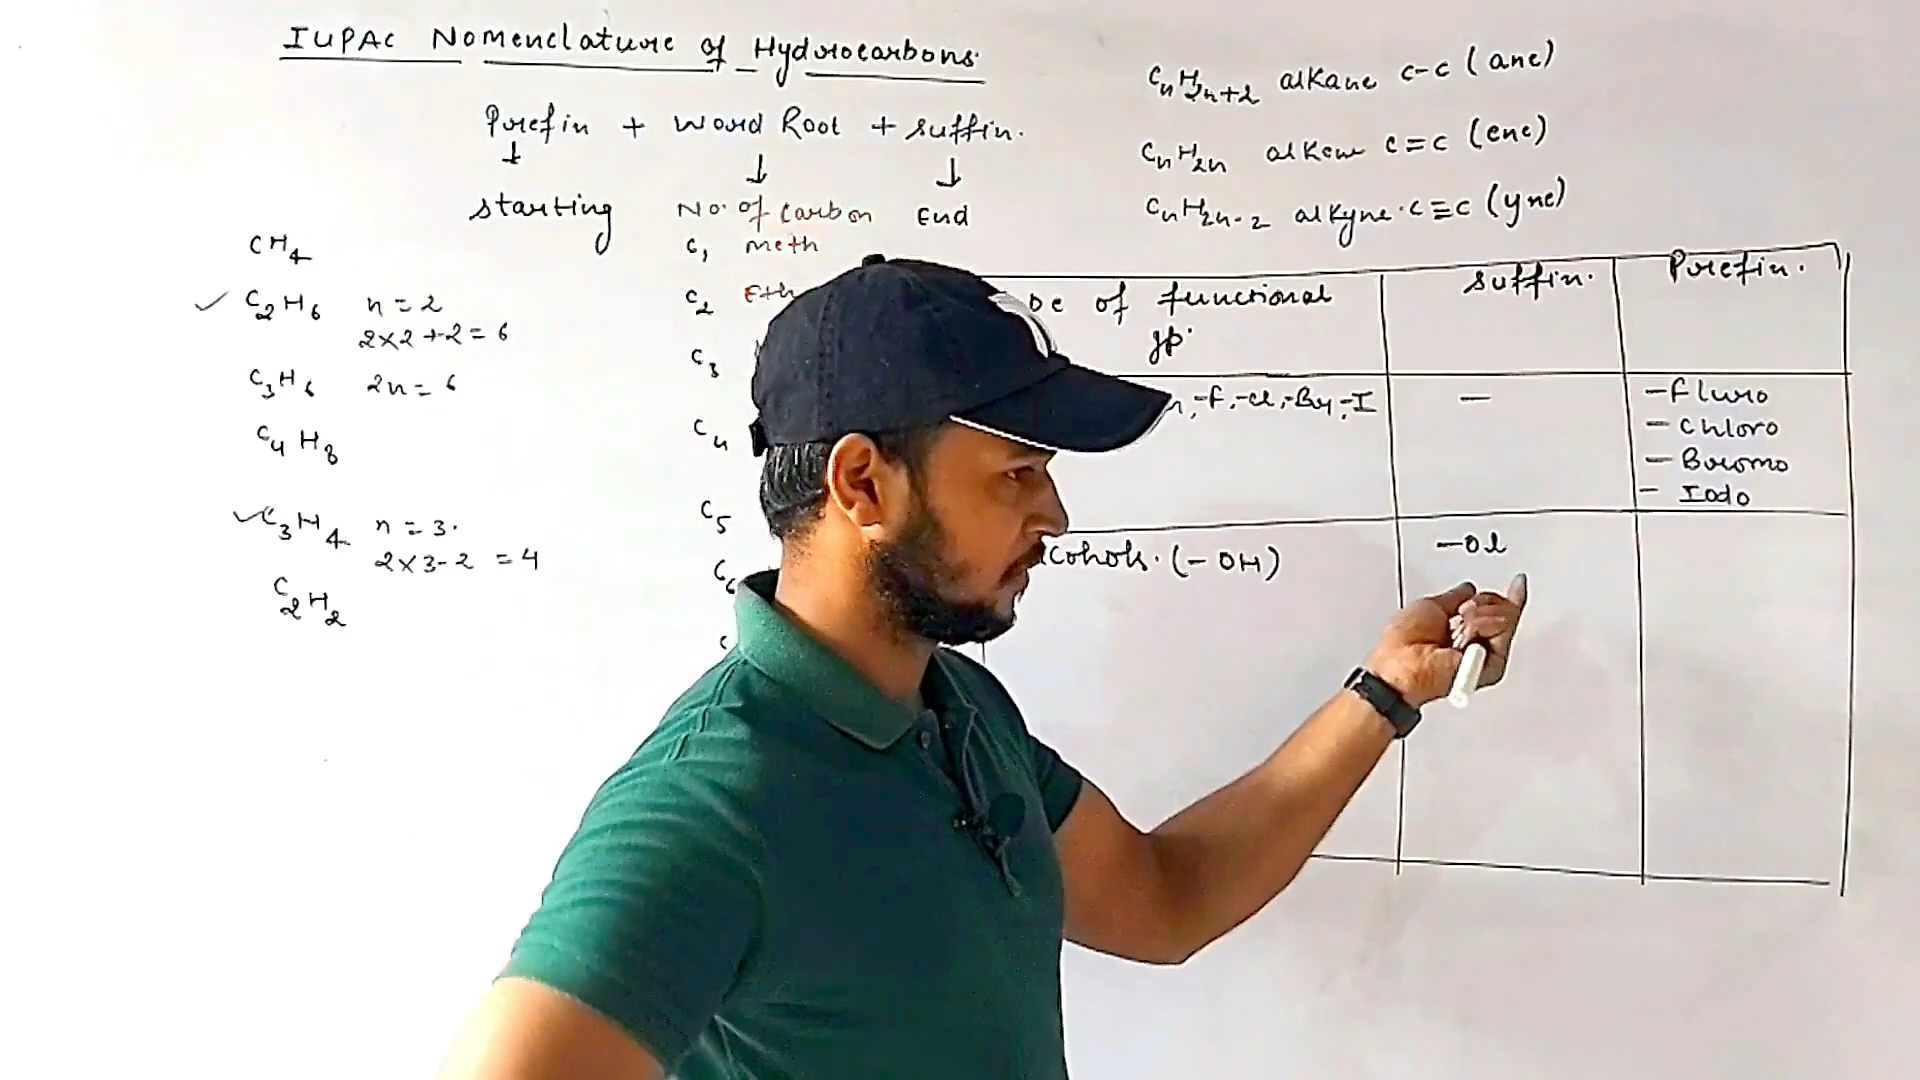 IUPAC Nomenclature of Hydrocarbons.
Prefix + Word Root + Suffix.
↓ ↓ ↓
starting No. of carbon End
CnH2n+2 alkane C-C (ane)
CnH2n alkene C=C (ene)
CnH2n-2 alkyne. C≡C (yne)
CH4
✓ C2H6 n = 2
2×2+2 = 6
C3H6 2n = 6
C4H8
✓ C3H4 n = 3.
2×3-2 = 4
C2H2
C1 meth
C2 Eth
C3
C4
C5
C6
of functional suffix. Prefix.
gp.
-F, -Cl, -Br, -I — - Fluro
- Chloro
- Bromo
- Iodo
cohols. (-OH) -ol